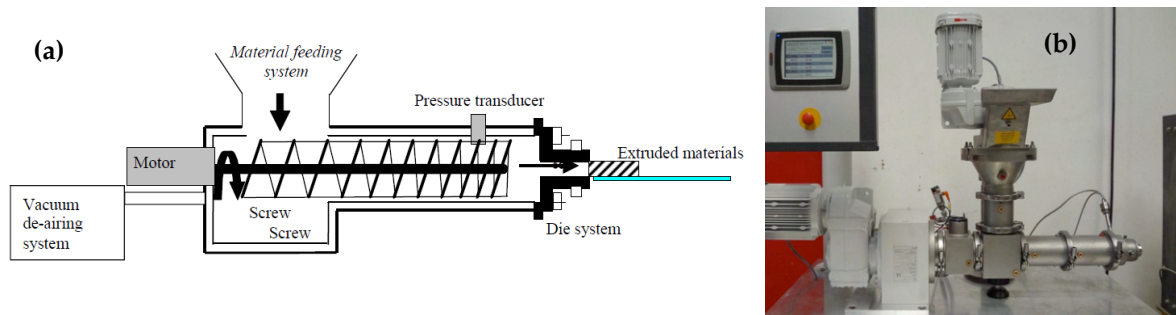 (a)
Material feeding
system
Pressure transducer
Motor
Extruded materials
Vacuum
de-airing
system
Screw
Screw
Die system
(b)